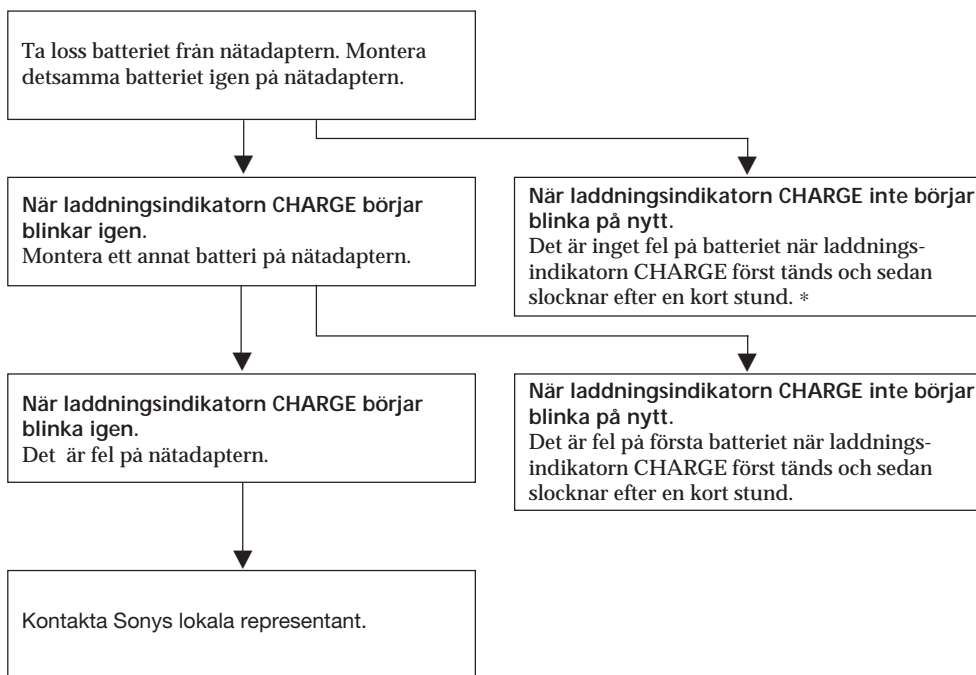 Ta loss batteriet från nätadaptern. Montera
detsamma batteriet igen på nätadaptern.
När laddningsindikatorn CHARGE börjar
blinkar igen.
Montera ett annat batteri på nätadaptern.
När laddningsindikatorn CHARGE inte börjar
blinka på nytt.
Det är inget fel på batteriet när laddnings-
indikatorn CHARGE först tänds och sedan
slocknar efter en kort stund. *
När laddningsindikatorn CHARGE börjar
blinka igen.
Det är fel på nätadaptern.
När laddningsindikatorn CHARGE inte börjar
blinka på nytt.
Det är fel på första batteriet när laddnings-
indikatorn CHARGE först tänds och sedan
slocknar efter en kort stund.
Kontakta Sonys lokala representant.